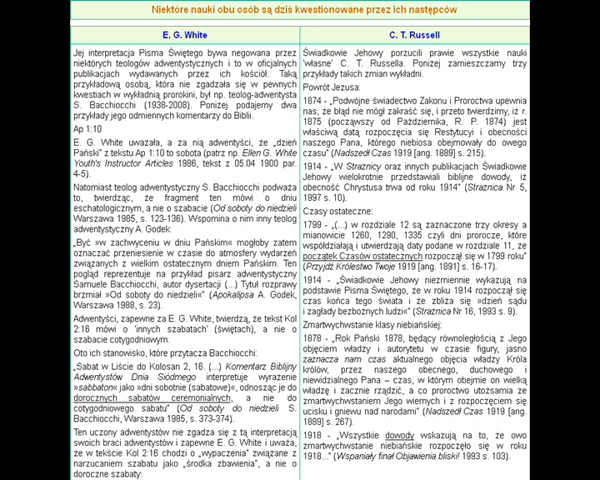 Niektóre nauki obu osób są dziś kwestionowane przez ich następców
E. G. White
Jej interpretacja Pisma Świętego bywa negowana przez
niektórych teologów adwentystycznych i to w oficjalnych
publikacjach wydawanych przez ich kościół. Taką
przykładową osobą, która nie zgadzała się w pewnych
kwestiach w wykładnią prorokini, był np. teolog-adwentysta
S. Bacchiocchi (1938-2008). Poniżej podajemy dwa
przykłady jego odmiennych komentarzy do Biblii.
Ap 1:10
E. G. White uważała, a za nią adwentyści, że „dzień
Pański” z tekstu Ap 1:10 to sobota (patrz np. Ellen G. White
Youth's Instructor Articles 1986, tekst z 05.04 1900 par.
4-5).
Natomiast teolog adwentystyczny S. Bacchiocchi podważa
to, twierdząc, że fragment ten mówi o dniu
eschatologicznym, a nie o szabacie (Od soboty do niedzieli
Warszawa 1985, s. 123-136). Wspomina o nim inny teolog
adwentystyczny A. Godek:
„Być »w zachwyceniu w dniu Pańskim« mogłoby zatem
oznaczać przeniesienie w czasie do atmosfery wydarzeń
związanych z wielkim ostatecznym dniem Pańskim. Ten
pogląd reprezentuje na przykład pisarz adwentystyczny
Samuele Bacchiocchi, autor dysertacji (...) Tytuł rozprawy
brzmiał »Od soboty do niedzieli«” (Apokalipsa A. Godek,
Warszawa 1988, s. 23).
Adwentyści, zapewne za E. G. White, twierdzą, że tekst Kol
2:16 mówi o 'innych szabatach' (świętach), a nie o
szabacie cotygodniowym.
Oto ich stanowisko, które przytacza Bacchiocchi:
„Sabat w Liście do Kolosan 2, 16. (...) Komentarz Biblijny
Adwentystów Dnia Siódmego interpretuje wyrażenie
»sabbaton« jako »dni sobotnie (sabatowe)«, odnosząc je do
dorocznych sabatów ceremonialnych, a nie do
cotygodniowego sabatu” (Od soboty do niedzieli S.
Bacchiocchi, Warszawa 1985, s. 373-374).
Ten uczony adwentystów nie zgadza się z tą interpretacją
swoich braci adwentystów i zapewne E. G. White i uważa,
że w tekście Kol 2:16 chodzi o „wypaczenia” związane z
narzucaniem szabatu jako „środka zbawienia”, a nie o
doroczne szabaty:
C. T. Russell
Świadkowie Jehowy porzucili prawie wszystkie nauki
'własne' C. T. Russella. Poniżej zamieszczamy trzy
przykłady takich zmian wykładni.
Powrót Jezusa:
1874 - „Podwójne świadectwo Zakonu i Proroctwa upewnia
nas, że błąd nie mógł zakraść się, i przeto twierdzimy, iż r.
1875 (począwszy od Października, R. P. 1874) jest
właściwą datą rozpoczęcia się Restytucyi i obecności
naszego Pana, którego niebiosa obejmowały do owego
czasu” (Nadszedł Czas 1919 [ang. 1889] s. 215).
1914 - „W Strażnicy oraz innych publikacjach Świadkowie
Jehowy wielokrotnie przedstawiali biblijne dowody, iż
obecność Chrystusa trwa od roku 1914” (Strażnica Nr 5,
1997 s. 10).
Czasy ostateczne:
1799 - „(...) w rozdziale 12 są zaznaczone trzy okresy a
mianowicie 1260, 1290, 1335 czyli dni prorocze, które
współdziałają i utwierdzają daty podane w rozdziale 11, że
początek Czasów ostatecznych rozpoczął się w 1799 roku”
(Przyjdź Królestwo Twoje 1919 [ang. 1891] s. 16-17).
1914 - „Świadkowie Jehowy niezmiennie wykazują na
podstawie Pisma Świętego, że w roku 1914 rozpoczął się
czas końca tego świata i że zbliża się »dzień sądu
i zagłady bezbożnych ludzi«” (Strażnica Nr 16, 1993 s. 9).
Zmartwychwstanie klasy niebiańskiej:
1878 - „Rok Pański 1878, będący równoległością z Jego
objęciem władzy i autorytetu w czasie figury, jasno
zaznacza nam czas aktualnego objęcia władzy Króla
królów, przez naszego obecnego, duchowego i
niewidzialnego Pana – czas, w którym obejmie on wielką
władzę i zacznie rządzić, a co proroctwo utożsamia ze
zmartwychwstaniem Jego wiernych i z rozpoczęciem się
ucisku i gniewu nad narodami” (Nadszedł Czas 1919 [ang.
1889] s. 267).
1918 - „Wszystkie dowody wskazują na to, że owo
zmartwychwstanie niebiańskie rozpoczęło się w roku
1918...” (Wspaniały finał Objawienia bliski! 1993 s. 103).